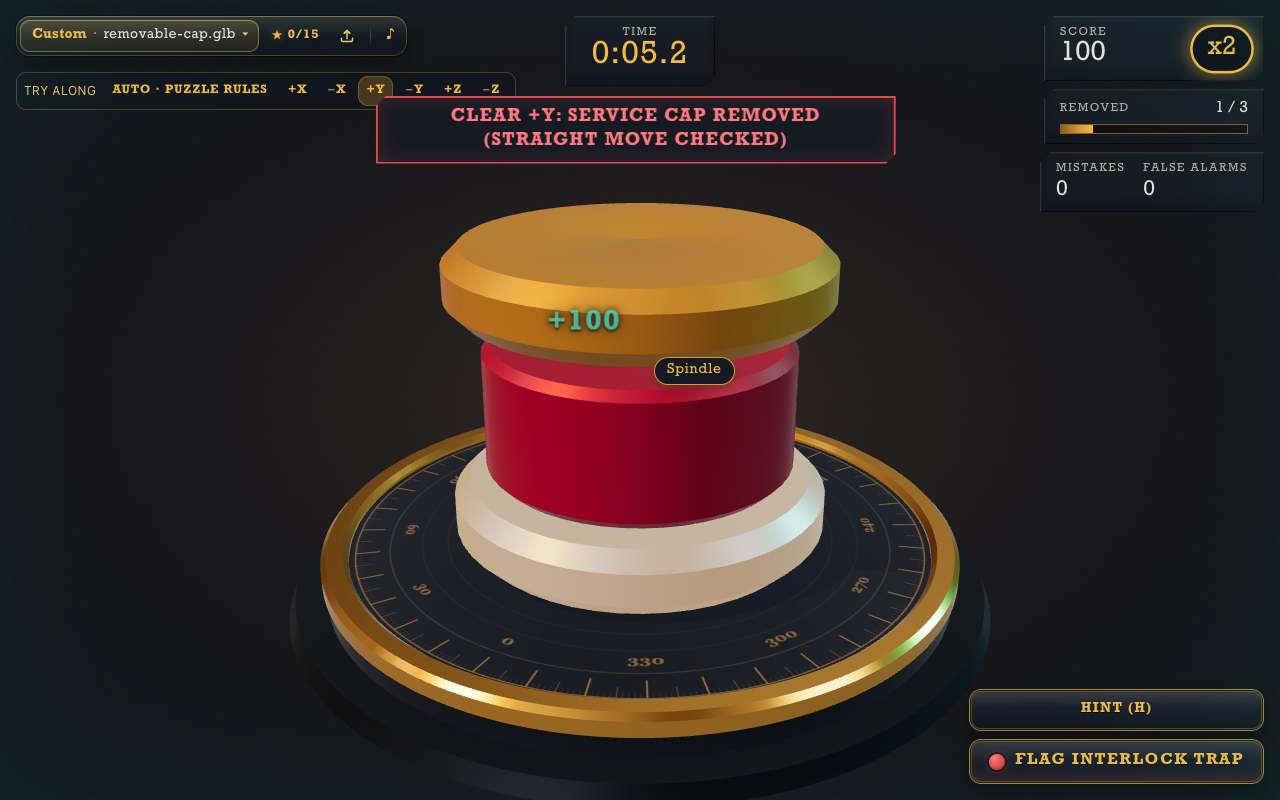 Custom · removable-cap.glb
★ 0/15
♪
TRY ALONG AUTO · PUZZLE RULES +X −X +Y −Y +Z −Z
TIME
0:05.2
SCORE
100
x2
REMOVED 1 / 3
MISTAKES FALSE ALARMS
0 0
CLEAR +Y: SERVICE CAP REMOVED
(STRAIGHT MOVE CHECKED)
+100
Spindle
60
30
0
330
300
270
240
HINT (H)
FLAG INTERLOCK TRAP